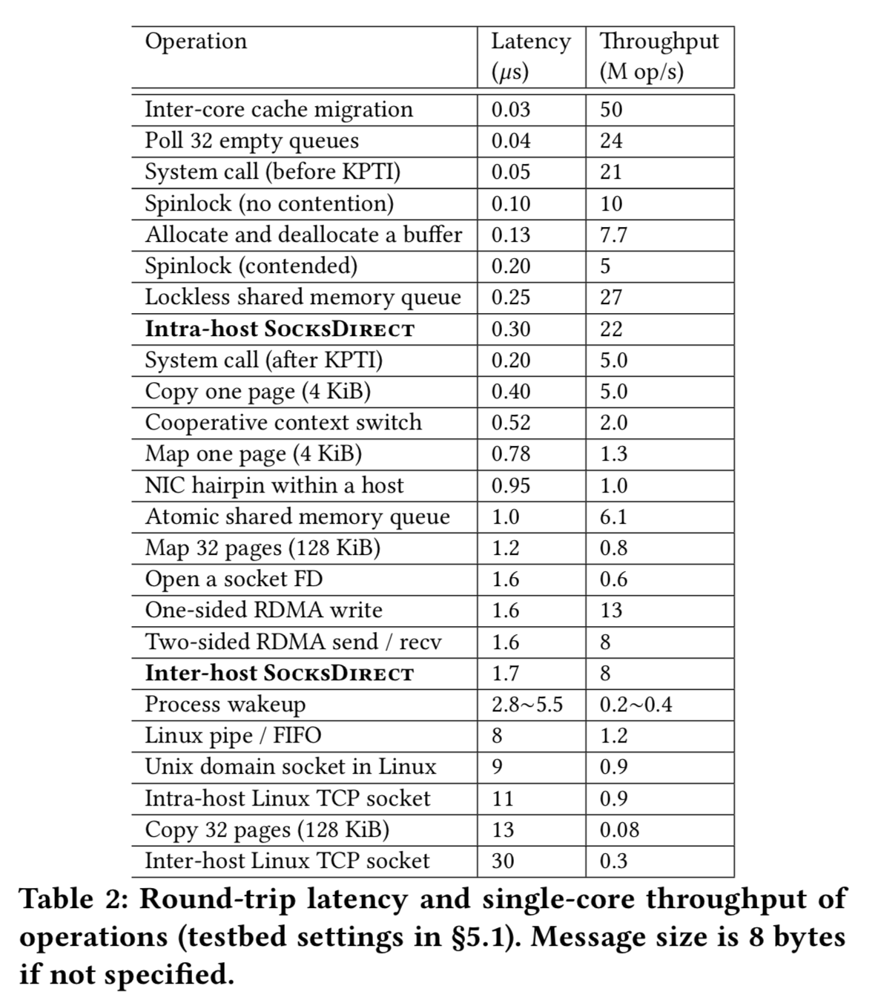 Operation Latency Throughput
(μs) (M op/s)
Inter-core cache migration 0.03 50
Poll 32 empty queues 0.04 24
System call (before KPTI) 0.05 21
Spinlock (no contention) 0.10 10
Allocate and deallocate a buffer 0.13 7.7
Spinlock (contended) 0.20 5
Lockless shared memory queue 0.25 27
Intra-host SOCKSDIRECT 0.30 22
System call (after KPTI) 0.20 5.0
Copy one page (4 KiB) 0.40 5.0
Cooperative context switch 0.52 2.0
Map one page (4 KiB) 0.78 1.3
NIC hairpin within a host 0.95 1.0
Atomic shared memory queue 1.0 6.1
Map 32 pages (128 KiB) 1.2 0.8
Open a socket FD 1.6 0.6
One-sided RDMA write 1.6 13
Two-sided RDMA send / recv 1.6 8
Inter-host SOCKSDIRECT 1.7 8
Process wakeup 2.8~5.5 0.2~0.4
Linux pipe / FIFO 8 1.2
Unix domain socket in Linux 9 0.9
Intra-host Linux TCP socket 11 0.9
Copy 32 pages (128 KiB) 13 0.08
Inter-host Linux TCP socket 30 0.3
Table 2: Round-trip latency and single-core throughput of
operations (testbed settings in §5.1). Message size is 8 bytes
if not specified.